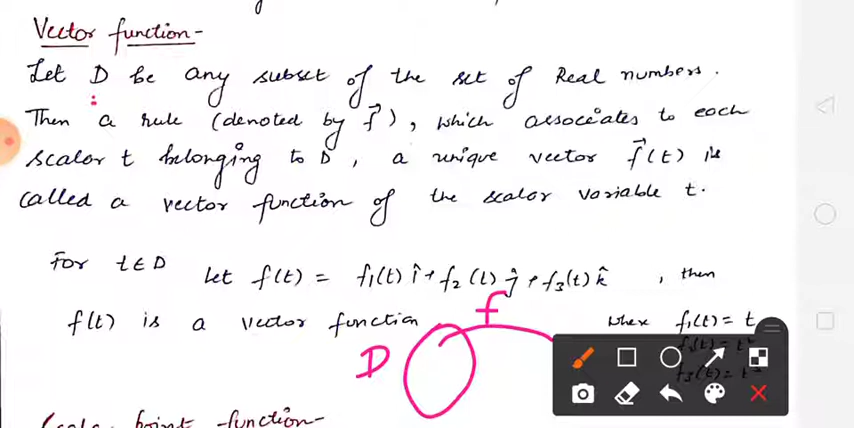 Vector function-
Let D be any subset of the set of Real numbers.
Then a rule (denoted by f⃗), which associates to each
scalar t belonging to D, a unique vector f⃗(t) is
called a vector function of the scalar variable t.
For t∈D Let f(t) = f₁(t) î + f₂(t) ĵ + f₃(t) k̂ , then
f(t) is a vector function where f₁(t) = t
f
D
point function-